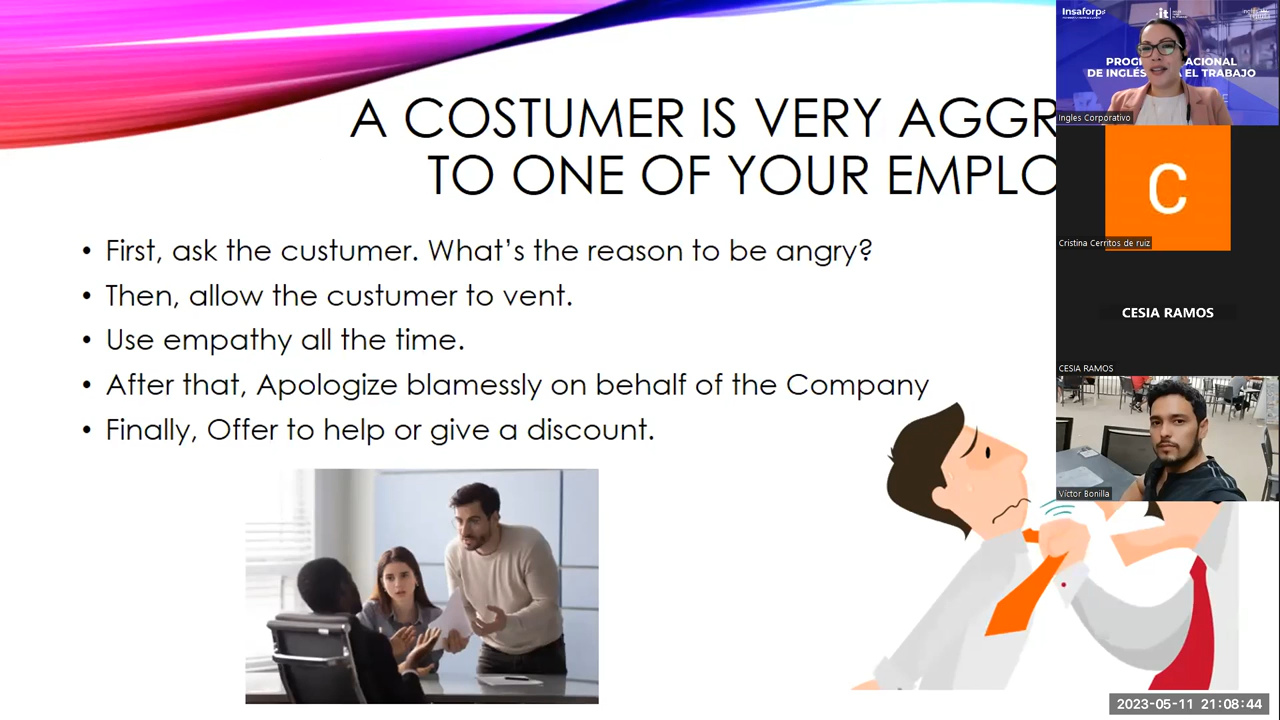 A COSTUMER IS VERY AGGR
TO ONE OF YOUR EMPLO
• First, ask the custumer. What's the reason to be angry?
• Then, allow the custumer to vent.
• Use empathy all the time.
• After that, Apologize blamessly on behalf of the Company
• Finally, Offer to help or give a discount.
Insaforp
PROG ACIONAL
DE INGLÉS A EL TRABAJO
Ingles Corporativo
C
Cristina Cerritos de ruiz
CESIA RAMOS
CESIA RAMOS
Víctor Bonilla
2023-05-11 21:08:44